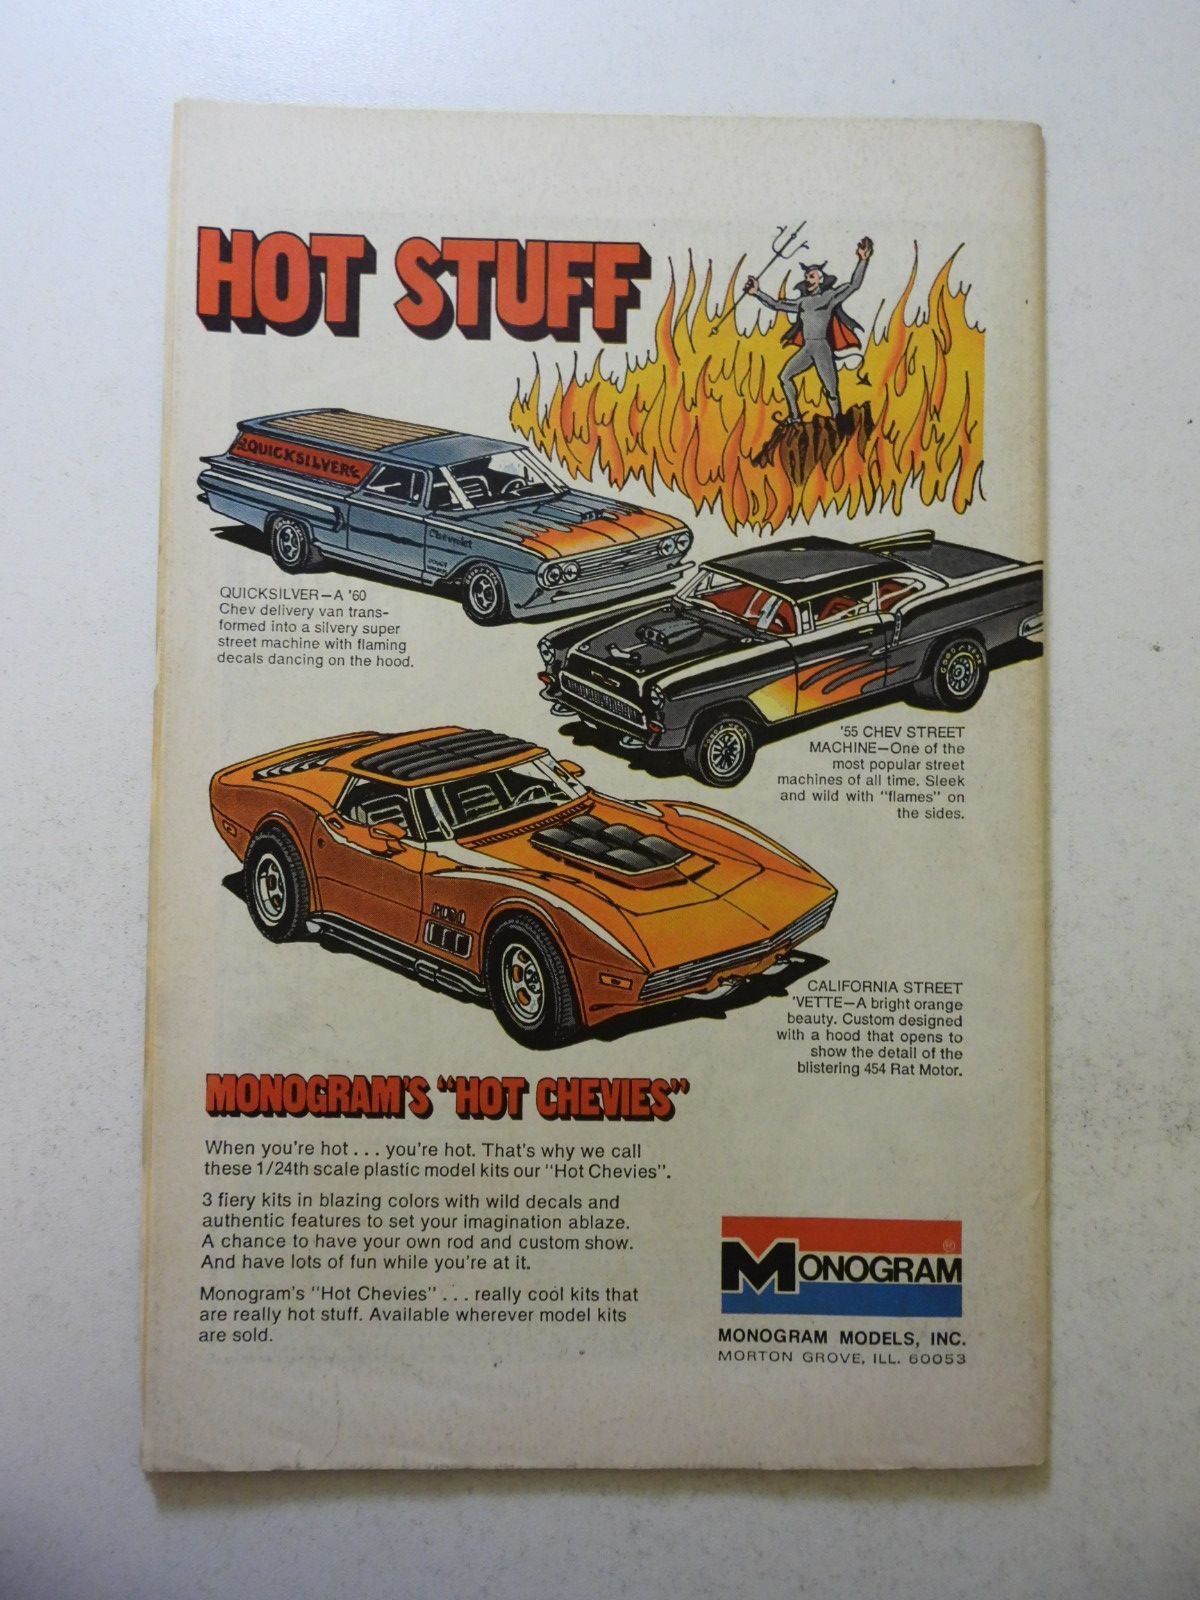 HOT STUFF
QUICKSILVER
Chevrolet
QUICKSILVER—A '60
Chev delivery van trans-
formed into a silvery super
street machine with flaming
decals dancing on the hood.
GOOD YEAR
'55 CHEV STREET
MACHINE—One of the
most popular street
machines of all time. Sleek
and wild with "flames" on
the sides.
CALIFORNIA STREET
'VETTE—A bright orange
beauty. Custom designed
with a hood that opens to
show the detail of the
blistering 454 Rat Motor.
MONOGRAM'S "HOT CHEVIES"
When you're hot . . . you're hot. That's why we call
these 1/24th scale plastic model kits our "Hot Chevies".
3 fiery kits in blazing colors with wild decals and
authentic features to set your imagination ablaze.
A chance to have your own rod and custom show.
And have lots of fun while you're at it.
Monogram's "Hot Chevies" . . . really cool kits that
are really hot stuff. Available wherever model kits
are sold.
®
MONOGRAM
MONOGRAM MODELS, INC.
MORTON GROVE, ILL. 60053